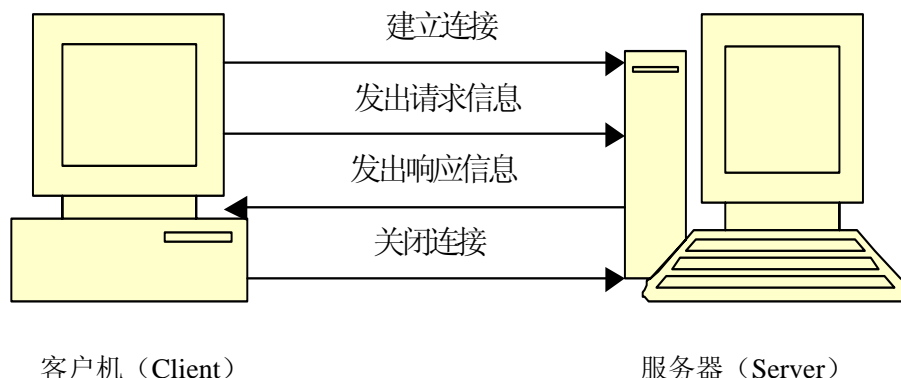 建立连接
发出请求信息
发出响应信息
关闭连接
客户机（Client）
服务器（Server）